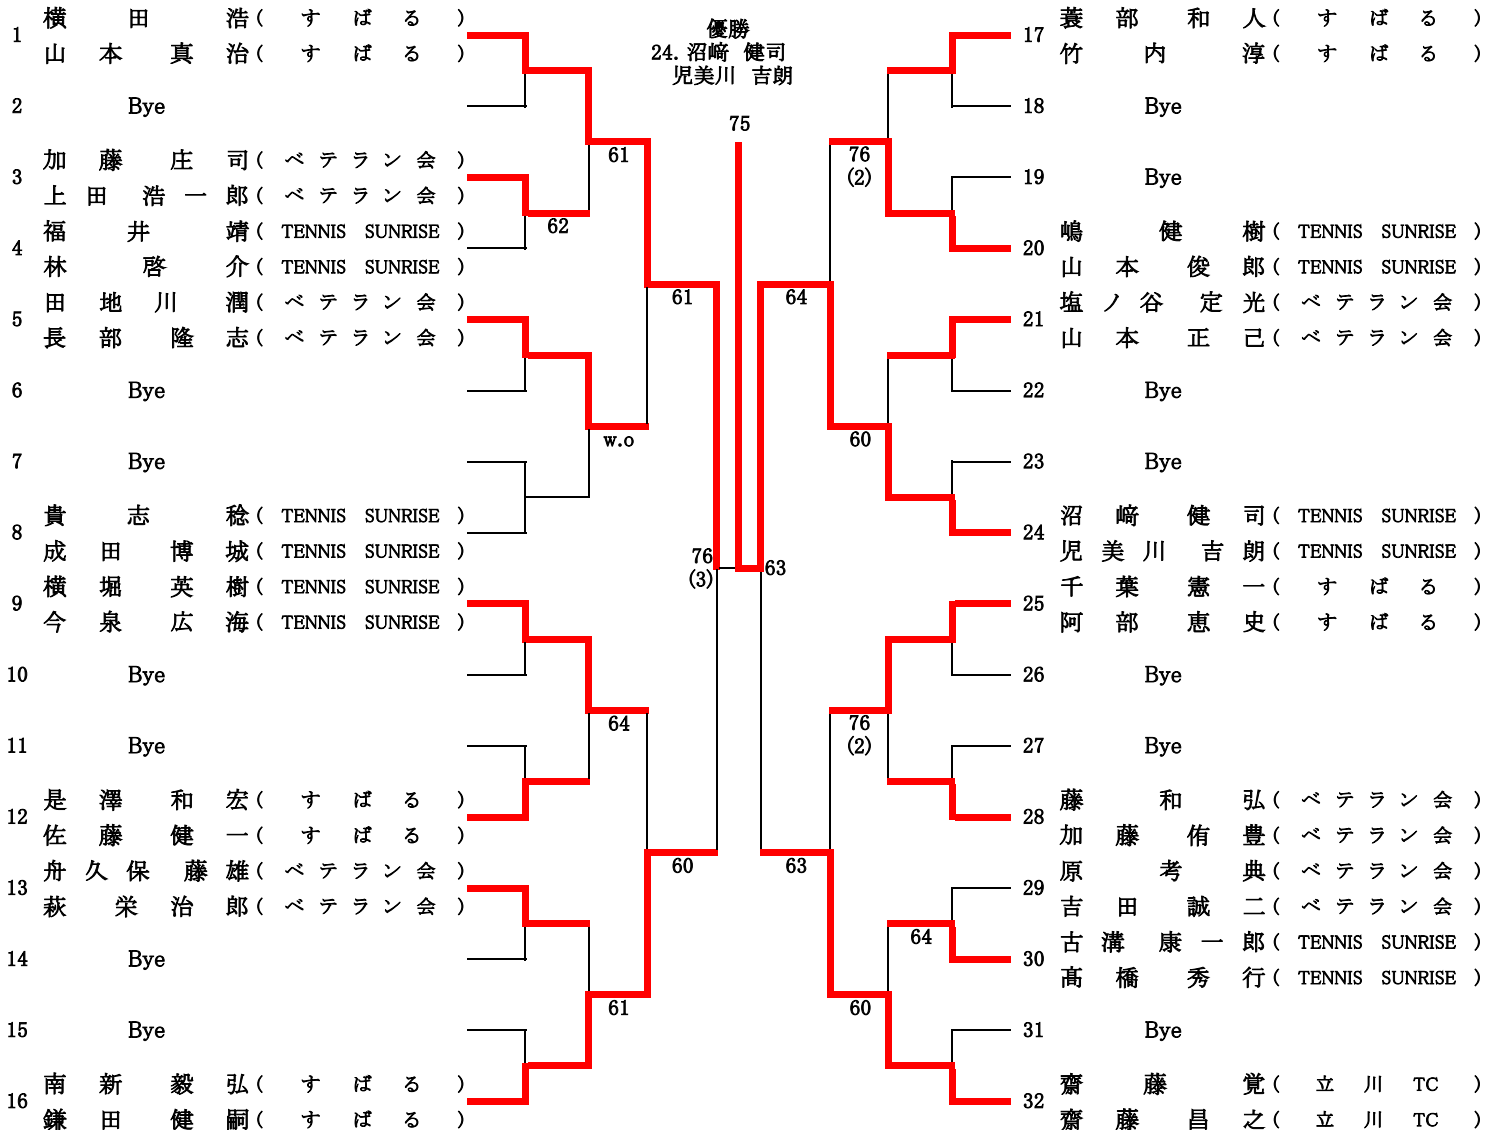 優勝
24. 沼﨑 健司
児美川 吉朗
75
1 横田 浩 ( すばる )
山本 真治 ( すばる )
2 Bye
3 加藤 庄司 ( ベテラン会 )
上田 浩一郎 ( ベテラン会 )
4 福井 靖 ( TENNIS SUNRISE )
林 啓介 ( TENNIS SUNRISE )
5 田地川 潤 ( ベテラン会 )
長部 隆志 ( ベテラン会 )
6 Bye
7 Bye
8 貴志 稔 ( TENNIS SUNRISE )
成田 博城 ( TENNIS SUNRISE )
9 横堀 英樹 ( TENNIS SUNRISE )
今泉 広海 ( TENNIS SUNRISE )
10 Bye
11 Bye
12 是澤 和宏 ( すばる )
佐藤 健一 ( すばる )
13 舟久保 藤雄 ( ベテラン会 )
萩 栄治郎 ( ベテラン会 )
14 Bye
15 Bye
16 南新 毅弘 ( すばる )
鎌田 健嗣 ( すばる )
62
61
w.o
64
61
61
60
76
(3)
63
64
63
76
(2)
60
76
(2)
60
64
17 蓑部 和人 ( すばる )
竹内 淳 ( すばる )
18 Bye
19 Bye
20 嶋 健樹 ( TENNIS SUNRISE )
山本 俊郎 ( TENNIS SUNRISE )
21 塩ノ谷 定光 ( ベテラン会 )
山本 正己 ( ベテラン会 )
22 Bye
23 Bye
24 沼﨑 健司 ( TENNIS SUNRISE )
児美川 吉朗 ( TENNIS SUNRISE )
25 千葉 憲一 ( すばる )
阿部 恵史 ( すばる )
26 Bye
27 Bye
28 藤 和弘 ( ベテラン会 )
加藤 侑豊 ( ベテラン会 )
29 原 考典 ( ベテラン会 )
吉田 誠二 ( ベテラン会 )
30 古溝 康一郎 ( TENNIS SUNRISE )
髙橋 秀行 ( TENNIS SUNRISE )
31 Bye
32 齋藤 覚 ( 立川 TC )
齋藤 昌之 ( 立川 TC )